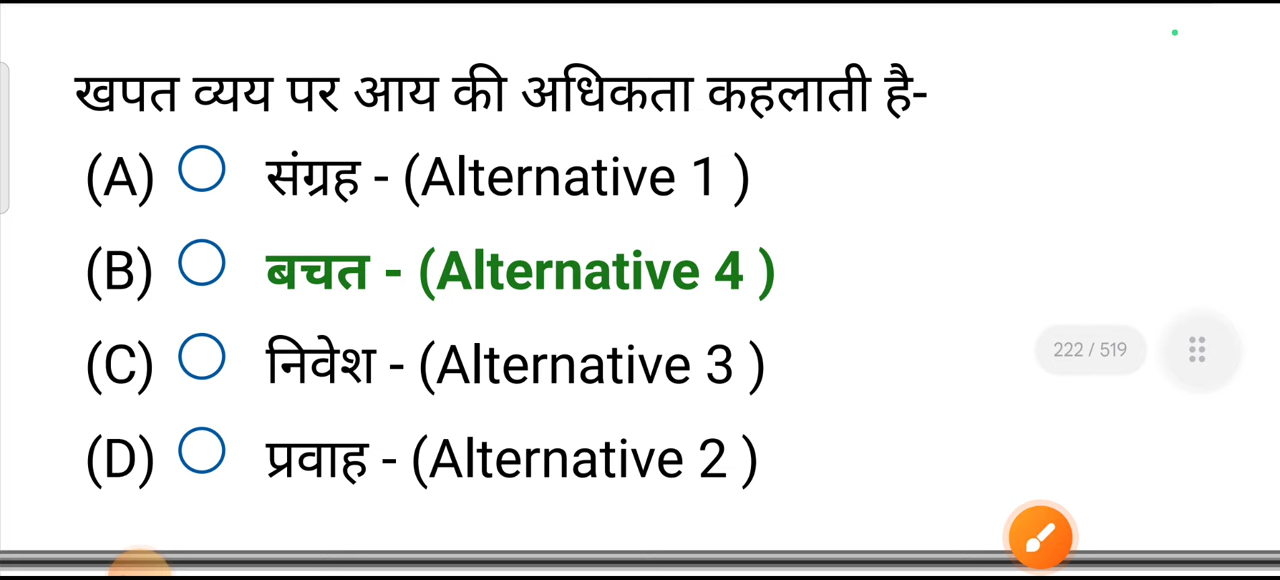 खपत व्यय पर आय की अधिकता कहलाती है-
(A) संग्रह - (Alternative 1 )
(B) बचत - (Alternative 4 )
(C) निवेश - (Alternative 3 )
222 / 519
(D) प्रवाह - (Alternative 2 )